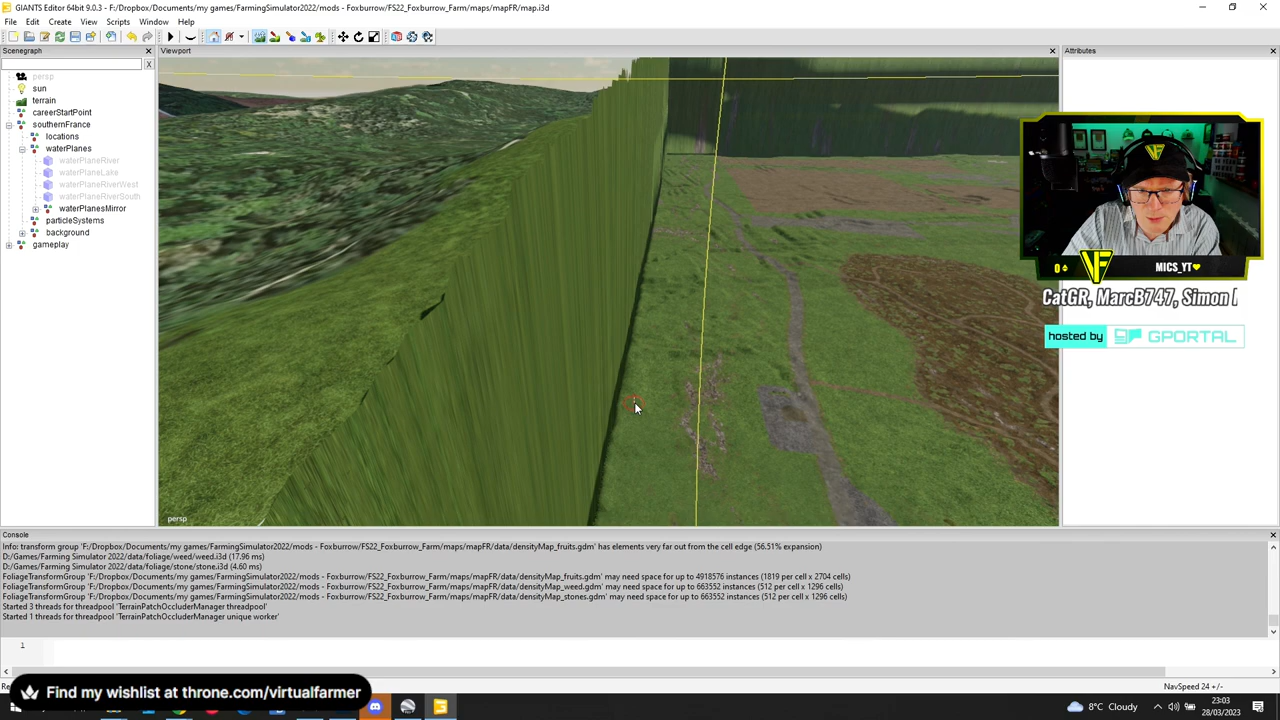 GIANTS Editor 64bit 9.0.3 - F:/Dropbox/Documents/my games/FarmingSimulator2022/mods - Foxburrow/FS22_Foxburrow_Farm/maps/mapFR/map.i3d
File Edit Create View Scripts Window Help
Scenegraph
Viewport
Attributes
X
persp
sun
terrain
careerStartPoint
southernFrance
locations
waterPlanes
waterPlaneRiver
waterPlaneLake
waterPlaneRiverWest
waterPlaneRiverSouth
waterPlanesMirror
particleSystems
background
gameplay
persp
VF
0
VF
MICS_YT
CatGR, MarcB747, Simon
hosted by GPORTAL
Console
Info: transform group 'F:/Dropbox/Documents/my games/FarmingSimulator2022/mods - Foxburrow/FS22_Foxburrow_Farm/maps/mapFR/data/densityMap_fruits.gdm' has elements very far out from the cell edge (56.51% expansion)
D:/Games/Farming Simulator 2022/data/foliage/weed/weed.i3d (17.96 ms)
D:/Games/Farming Simulator 2022/data/foliage/stone/stone.i3d (4.60 ms)
FoliageTransformGroup 'F:/Dropbox/Documents/my games/FarmingSimulator2022/mods - Foxburrow/FS22_Foxburrow_Farm/maps/mapFR/data/densityMap_fruits.gdm' may need space for up to 4918576 instances (1819 per cell x 2704 cells)
FoliageTransformGroup 'F:/Dropbox/Documents/my games/FarmingSimulator2022/mods - Foxburrow/FS22_Foxburrow_Farm/maps/mapFR/data/densityMap_weed.gdm' may need space for up to 663552 instances (512 per cell x 1296 cells)
FoliageTransformGroup 'F:/Dropbox/Documents/my games/FarmingSimulator2022/mods - Foxburrow/FS22_Foxburrow_Farm/maps/mapFR/data/densityMap_stones.gdm' may need space for up to 663552 instances (512 per cell x 1296 cells)
Started 3 threads for threadpool 'TerrainPatchOccluderManager threadpool'
Started 1 threads for threadpool 'TerrainPatchOccluderManager unique worker'
1
NavSpeed 24 +/-
Find my wishlist at throne.com/virtualfarmer
8°C Cloudy
23:03
28/03/2023